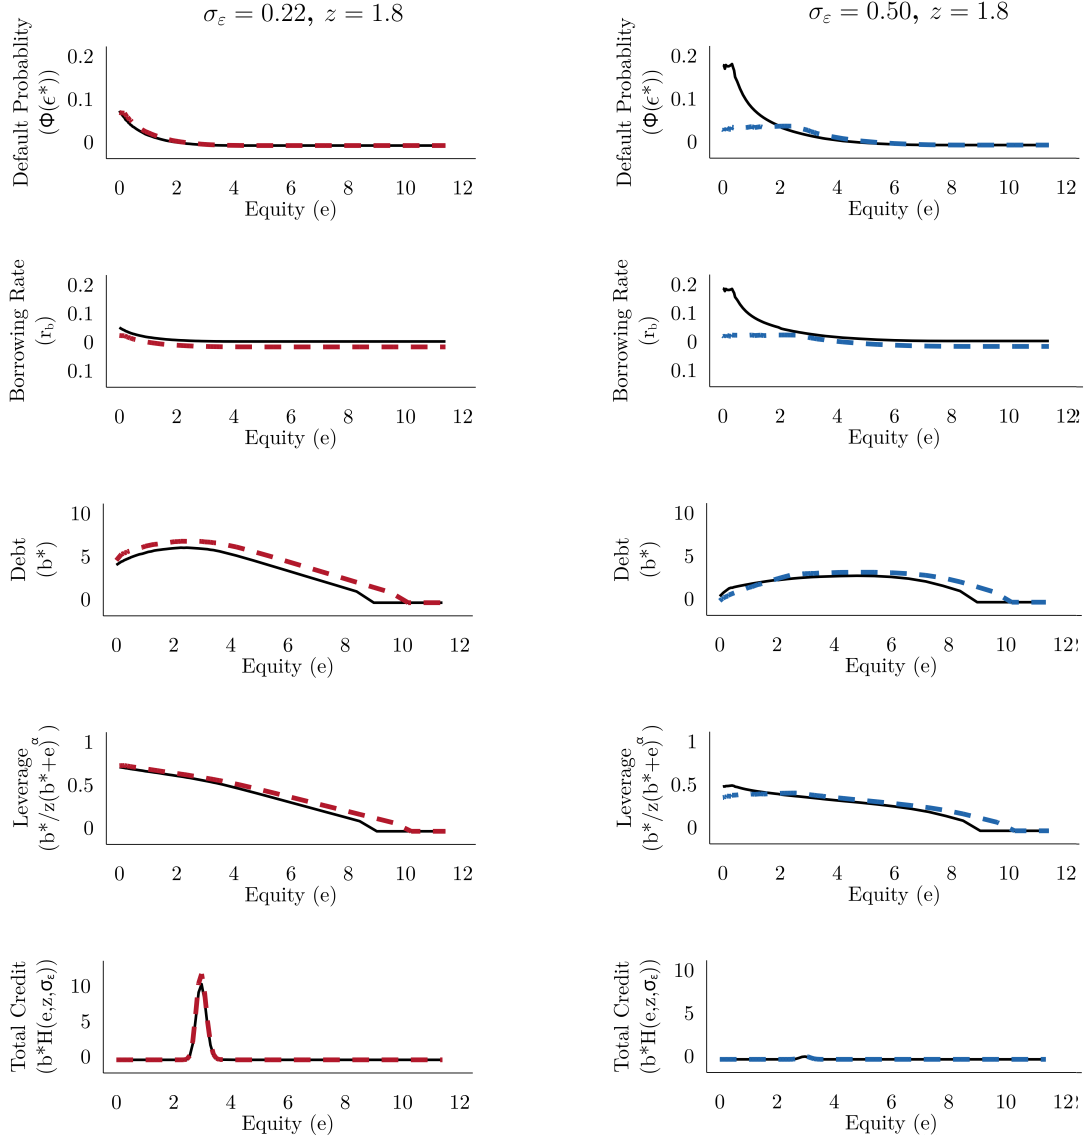 σ_ε = 0.22, z = 1.8
Default Probablity
(Φ(ϵ*))
0.2
0.1
0
0 2 4 6 8 10 12
Equity (e)
Borrowing Rate
(r_b)
0.2
0.1
0
0.1
0 2 4 6 8 10 12
Equity (e)
Debt
(b*)
10
5
0
0 2 4 6 8 10 12
Equity (e)
Leverage
(b*/z(b*+e)^α)
1
0.5
0
0 2 4 6 8 10 12
Equity (e)
Total Credit
(b*H(e,z,σ_ε))
10
5
0
0 2 4 6 8 10 12
Equity (e)
σ_ε = 0.50, z = 1.8
Default Probablity
(Φ(ϵ*))
0.2
0.1
0
0 2 4 6 8 10 12
Equity (e)
Borrowing Rate
(r_b)
0.2
0.1
0
0.1
0 2 4 6 8 10 12
Equity (e)
Debt
(b*)
10
5
0
0 2 4 6 8 10 12
Equity (e)
Leverage
(b*/z(b*+e)^α)
1
0.5
0
0 2 4 6 8 10 12
Equity (e)
Total Credit
(b*H(e,z,σ_ε))
10
5
0
0 2 4 6 8 10 12
Equity (e)